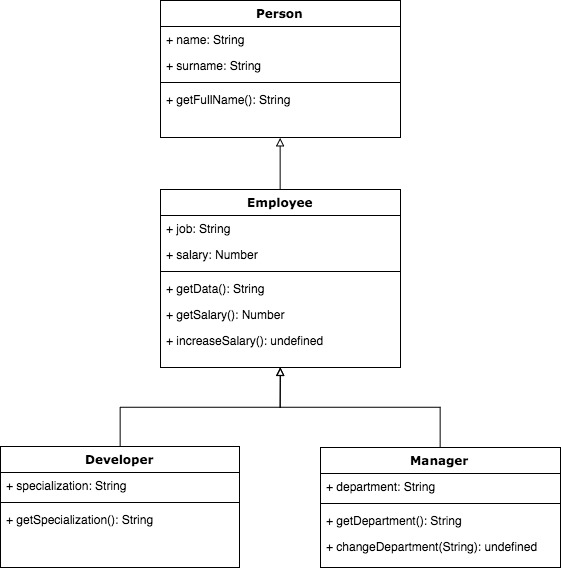 Person
+ name: String
+ surname: String
+ getFullName(): String
Employee
+ job: String
+ salary: Number
+ getData(): String
+ getSalary(): Number
+ increaseSalary(): undefined
Developer
+ specialization: String
+ getSpecialization(): String
Manager
+ department: String
+ getDepartment(): String
+ changeDepartment(String): undefined